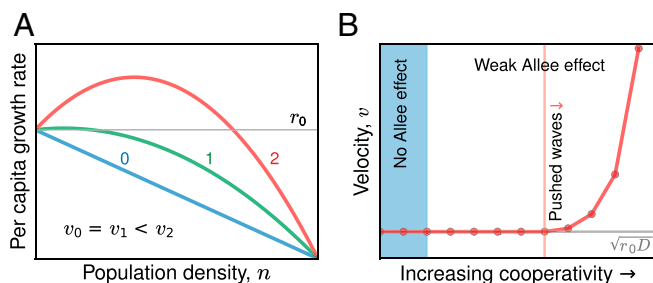 A
Per capita growth rate
r₀
0
1
2
v₀ = v₁ < v₂
Population density, n
B
Velocity, v
No Allee effect
Weak Allee effect
Pushed waves↓
√r₀D
Increasing cooperativity →